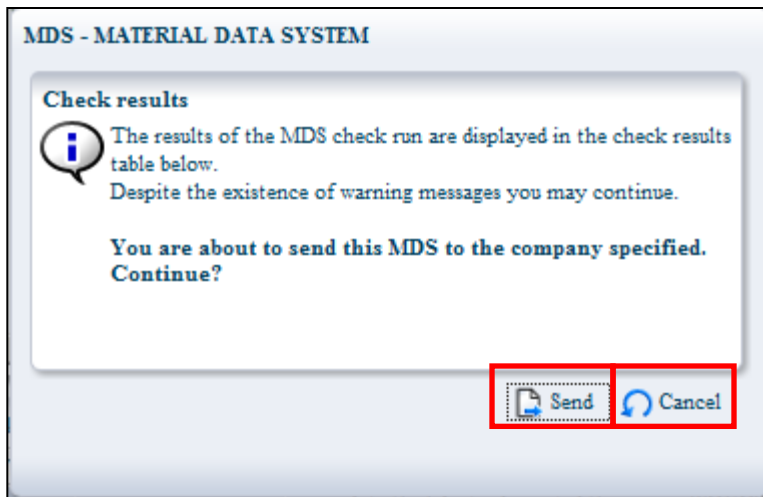 MDS - MATERIAL DATA SYSTEM
Check results
The results of the MDS check run are displayed in the check results
table below.
Despite the existence of warning messages you may continue.
You are about to send this MDS to the company specified.
Continue?
Send Cancel